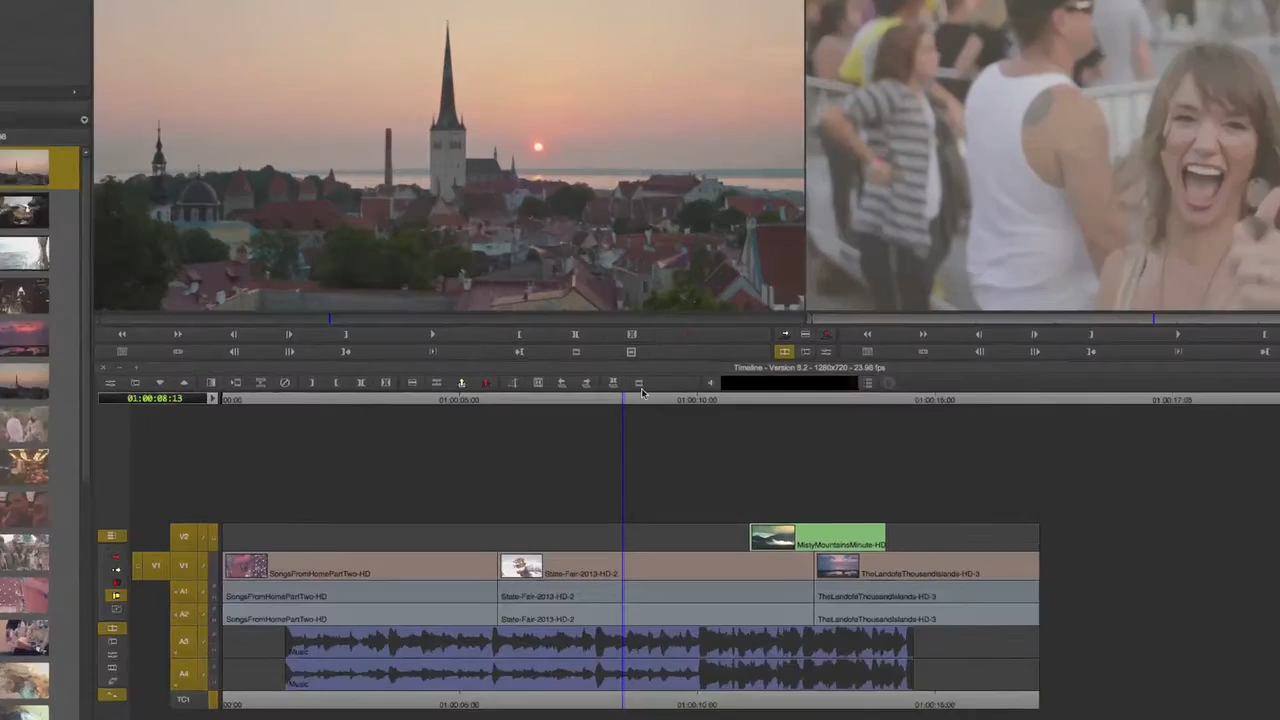 Timeline - Version 8.2 - 1280x720 - 23.98 fps
01:00:08:13
00:00
01:00:05:00
01:00:10:00
01:00:15:00
01:00:17:05
V2
MistyMountainsMinute-HD
V1
V1
SongsFromHomePartTwo-HD
State-Fair-2013-HD-2
TheLandofaThousandIslands-HD-3
A1
SongsFromHomePartTwo-HD
State-Fair-2013-HD-2
TheLandofaThousandIslands-HD-3
A2
SongsFromHomePartTwo-HD
State-Fair-2013-HD-2
TheLandofaThousandIslands-HD-3
A3
Music
A4
Music
TC1
00:00
01:00:05:00
01:00:10:00
01:00:15:00